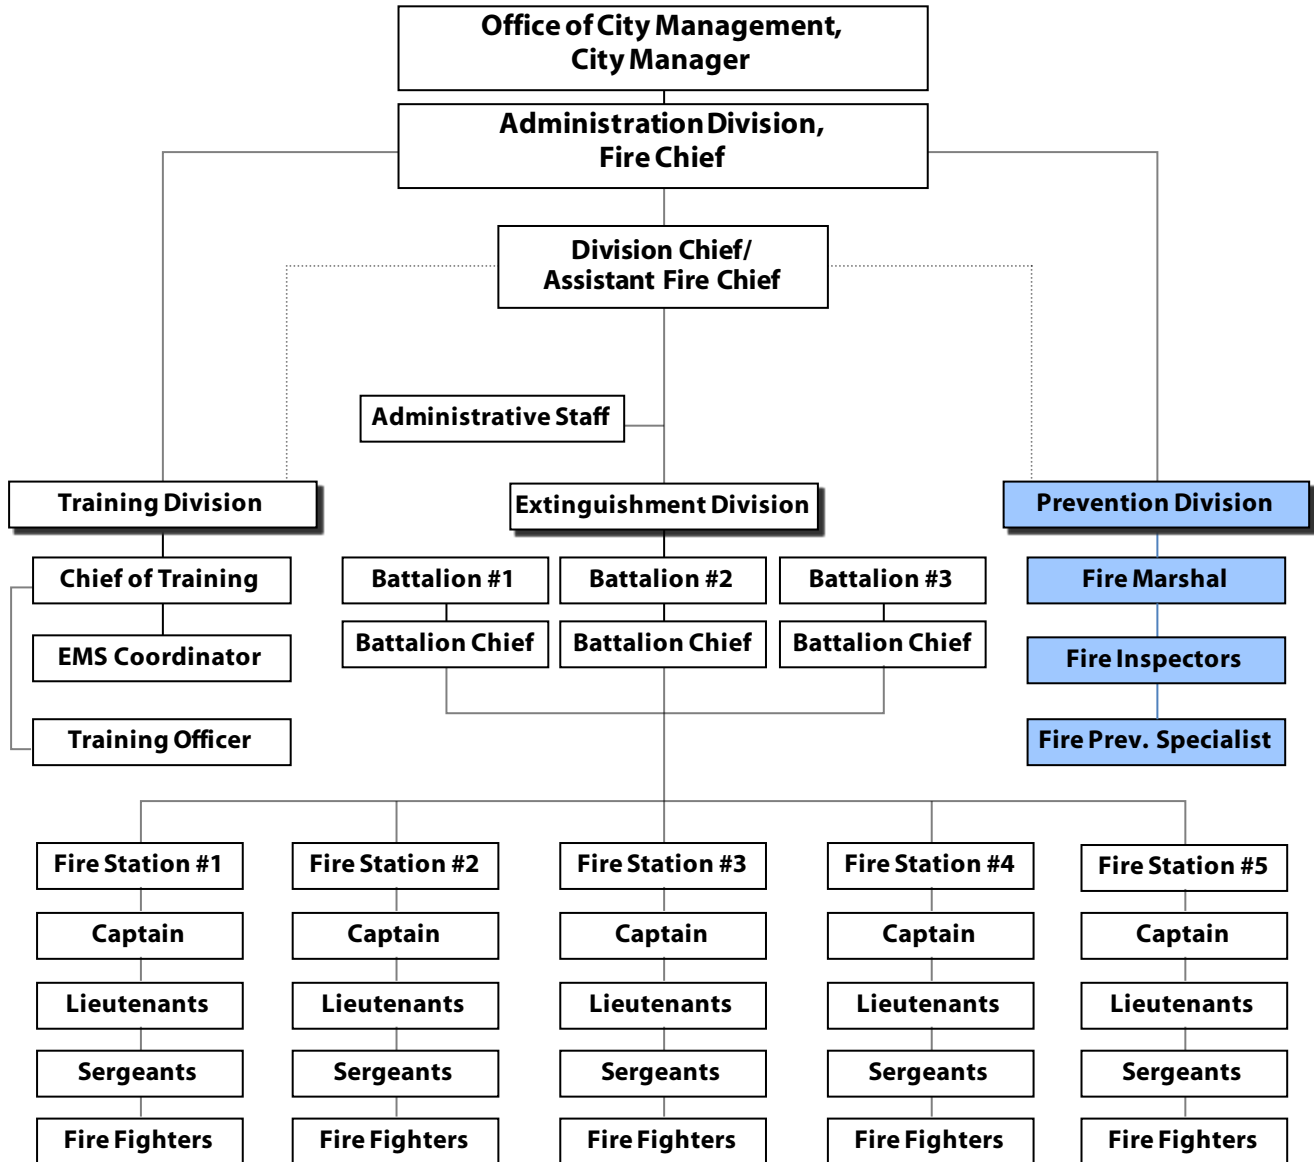 Office of City Management,
City Manager
Administration Division,
Fire Chief
Division Chief/
Assistant Fire Chief
Administrative Staff
Training Division
Extinguishment Division
Prevention Division
Chief of Training
Battalion #1
Battalion #2
Battalion #3
Fire Marshal
EMS Coordinator
Battalion Chief
Battalion Chief
Battalion Chief
Fire Inspectors
Training Officer
Fire Prev. Specialist
Fire Station #1
Fire Station #2
Fire Station #3
Fire Station #4
Fire Station #5
Captain
Captain
Captain
Captain
Captain
Lieutenants
Lieutenants
Lieutenants
Lieutenants
Lieutenants
Sergeants
Sergeants
Sergeants
Sergeants
Sergeants
Fire Fighters
Fire Fighters
Fire Fighters
Fire Fighters
Fire Fighters